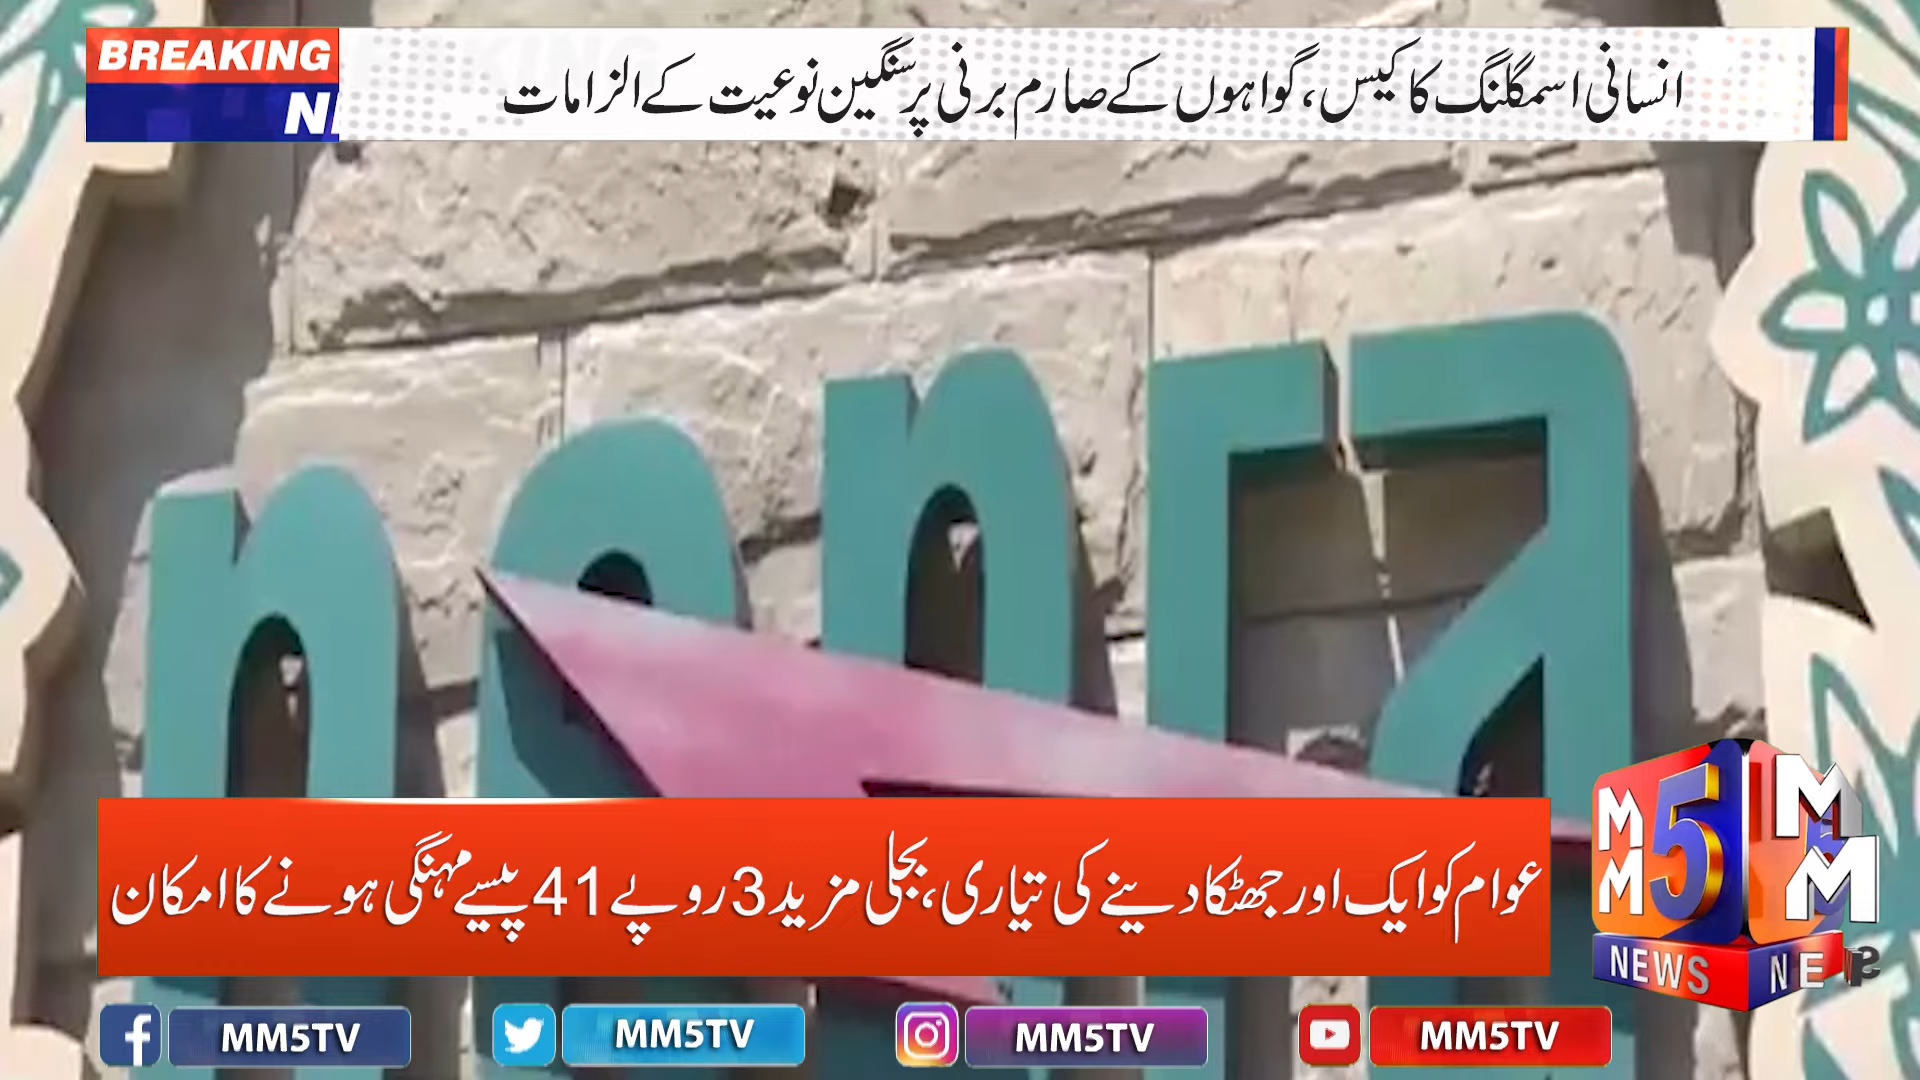 BREAKING
انسانی اسمگلنگ کا کیس، گواہوں کے صارم برنی پر سنگین نوعیت کے الزامات
nepra
عوام کو ایک اور جھٹکا دینے کی تیاری، بجلی مزید 3 روپے 41 پیسے مہنگی ہونے کا امکان
MM5
NEWS
MM5TV
MM5TV
MM5TV
MM5TV